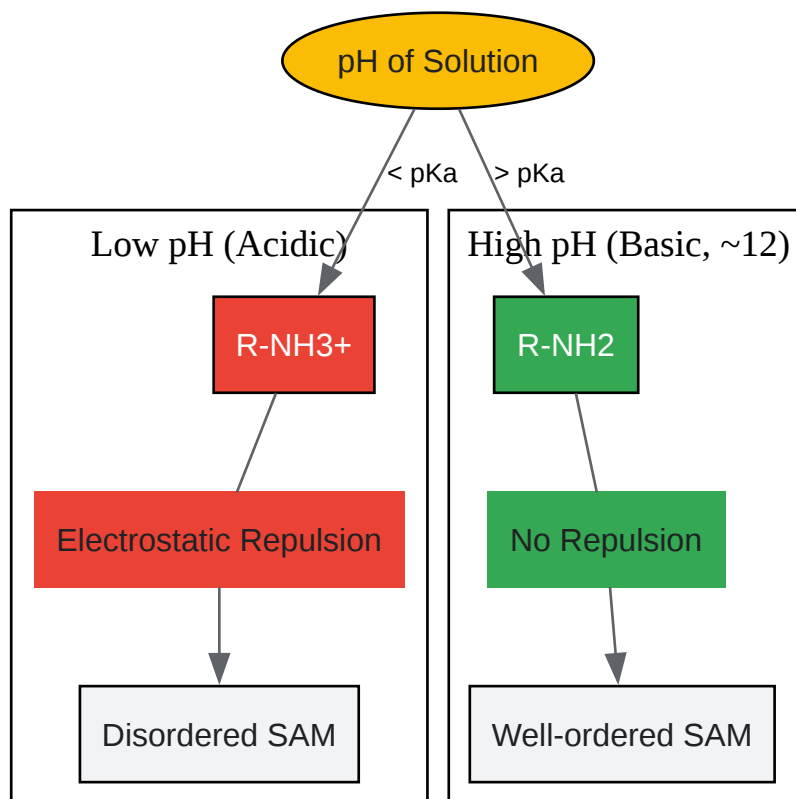 pH of Solution
< pKa
> pKa
Low pH (Acidic)
High pH (Basic, ~12)
R-NH3+
R-NH2
Electrostatic Repulsion
No Repulsion
Disordered SAM
Well-ordered SAM